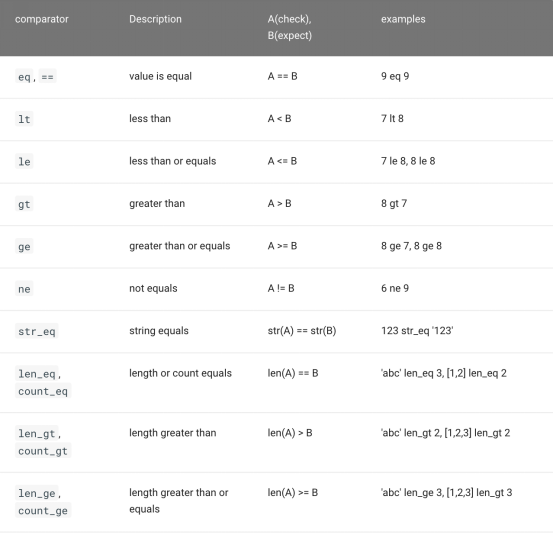 comparator Description A(check), examples
B(expect)
eq, == value is equal A == B 9 eq 9
lt less than A < B 7 lt 8
le less than or equals A <= B 7 le 8, 8 le 8
gt greater than A > B 8 gt 7
ge greater than or equals A >= B 8 ge 7, 8 ge 8
ne not equals A != B 6 ne 9
str_eq string equals str(A) == str(B) 123 str_eq '123'
len_eq, length or count equals len(A) == B 'abc' len_eq 3, [1,2] len_eq 2
count_eq
len_gt, length greater than len(A) > B 'abc' len_gt 2, [1,2,3] len_gt 2
count_gt
len_ge, length greater than or len(A) >= B 'abc' len_ge 3, [1,2,3] len_gt 3
count_ge equals